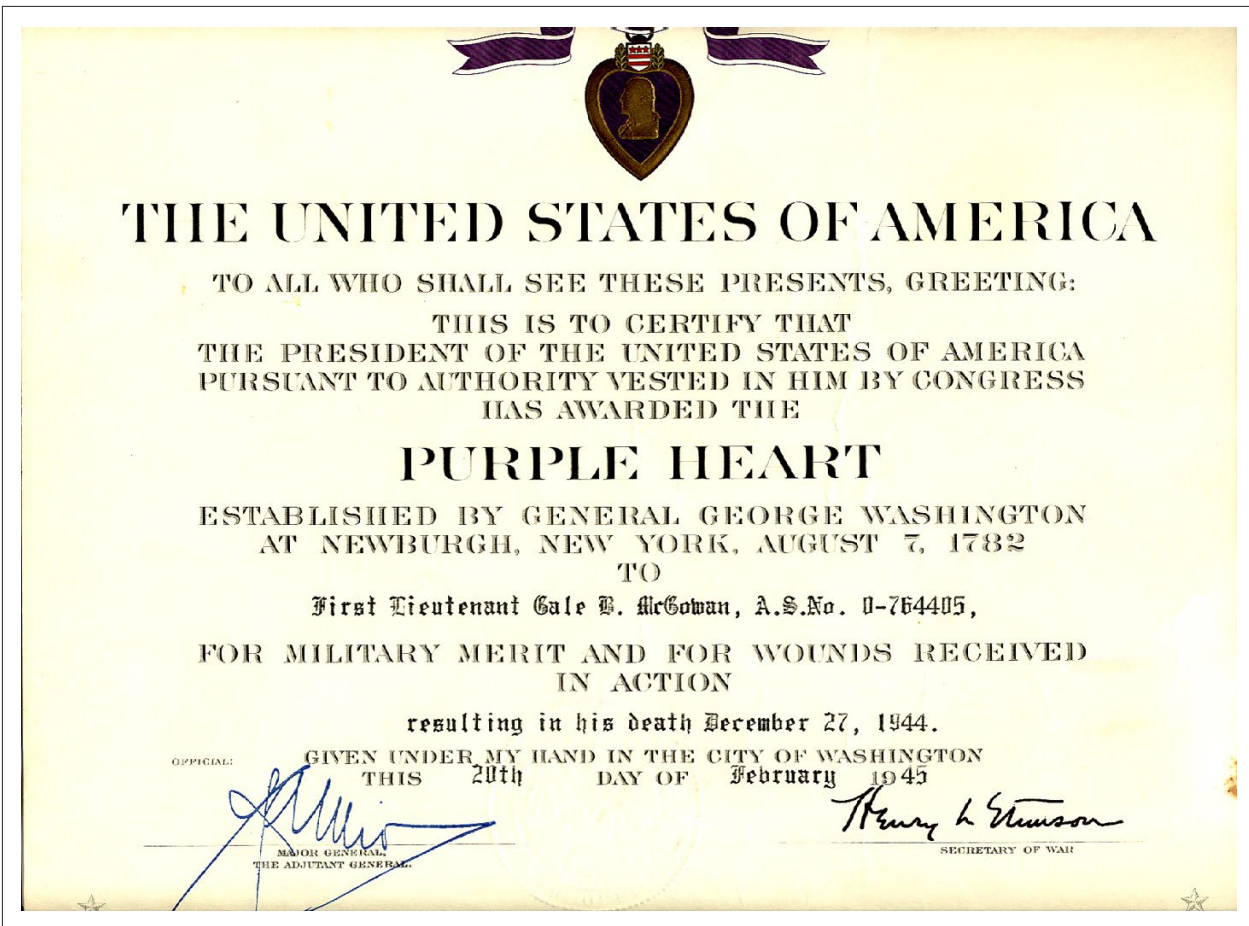 THE UNITED STATES OF AMERICA
TO ALL WHO SHALL SEE THESE PRESENTS, GREETING:
THIS IS TO CERTIFY THAT
THE PRESIDENT OF THE UNITED STATES OF AMERICA
PURSUANT TO AUTHORITY VESTED IN HIM BY CONGRESS
HAS AWARDED THE
PURPLE HEART
ESTABLISHED BY GENERAL GEORGE WASHINGTON
AT NEWBURGH, NEW YORK, AUGUST 7, 1782
TO
First Lieutenant Gale B. McGowan, A.S.No. O-764405,
FOR MILITARY MERIT AND FOR WOUNDS RECEIVED
IN ACTION
resulting in his death December 27, 1944.
OFFICIAL: GIVEN UNDER MY HAND IN THE CITY OF WASHINGTON
THIS 20th DAY OF February 1945
Henry L Stimson
MAJOR GENERAL, SECRETARY OF WAR
THE ADJUTANT GENERAL.